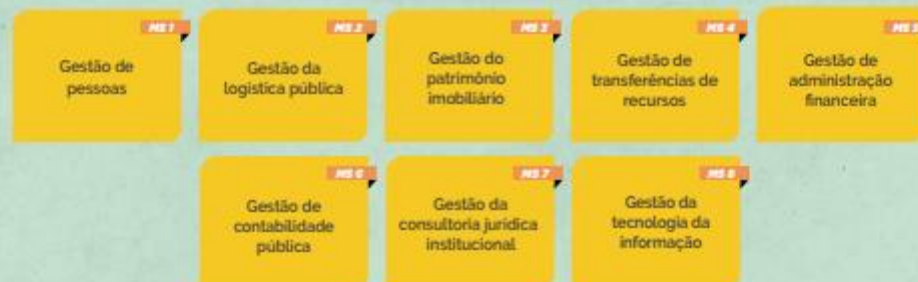 MS 1
Gestão de
pessoas
MS 2
Gestão da
logística pública
MS 3
Gestão do
patrimônio
imobiliário
MS 4
Gestão de
transferências de
recursos
MS 5
Gestão de
administração
financeira
MS 6
Gestão de
contabilidade
pública
MS 7
Gestão da
consultoria jurídica
institucional
MS 8
Gestão da
tecnologia da
informação